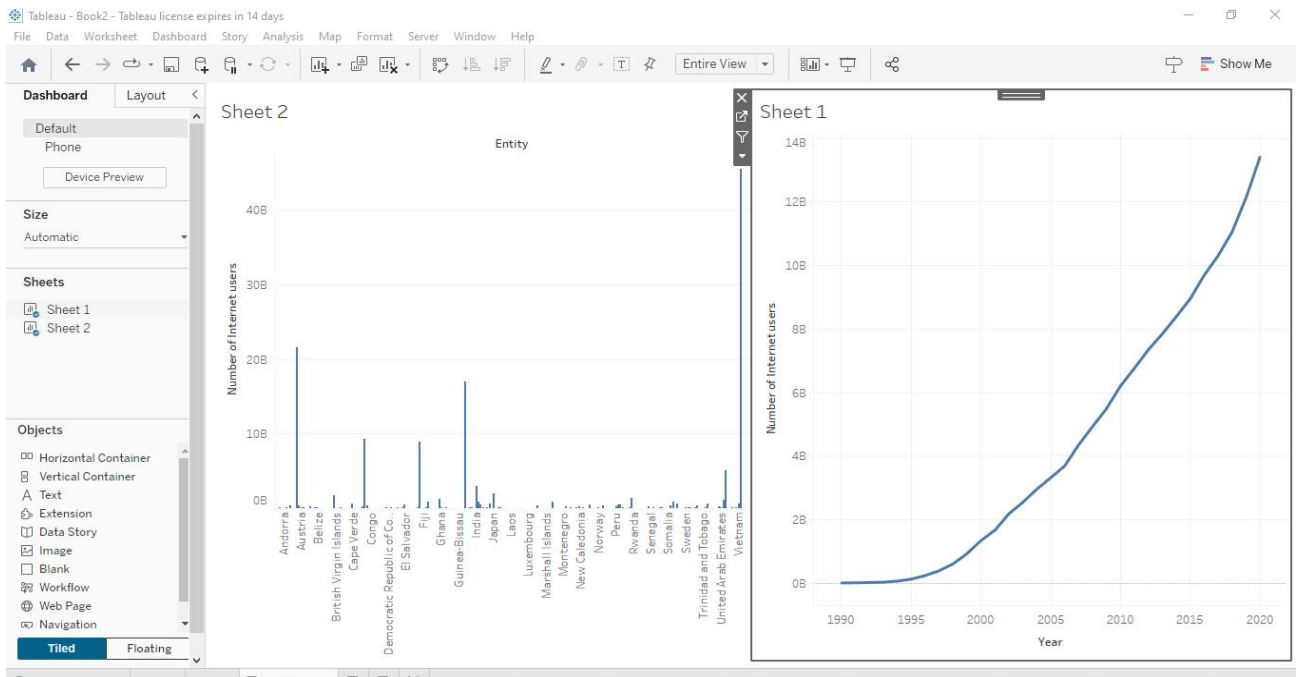 Tableau - Book2 - Tableau license expires in 14 days
File Data Worksheet Dashboard Story Analysis Map Format Server Window Help
Entire View
Show Me
Dashboard Layout
Default
Phone
Device Preview
Size
Automatic
Sheets
Sheet 1
Sheet 2
Objects
Horizontal Container
Vertical Container
Text
Extension
Data Story
Image
Blank
Workflow
Web Page
Navigation
Tiled Floating
Sheet 2
Entity
Number of Internet users
40B
30B
20B
10B
0B
Andorra
Austria
Belize
British Virgin Islands
Cape Verde
Congo
Democratic Republic of Co..
El Salvador
Fiji
Ghana
Guinea-Bissau
India
Japan
Laos
Luxembourg
Marshall Islands
Montenegro
New Caledonia
Norway
Peru
Rwanda
Senegal
Somalia
Sweden
Trinidad and Tobago
United Arab Emirates
Vietnam
Sheet 1
Number of Internet users
14B
12B
10B
8B
6B
4B
2B
0B
1990 1995 2000 2005 2010 2015 2020
Year